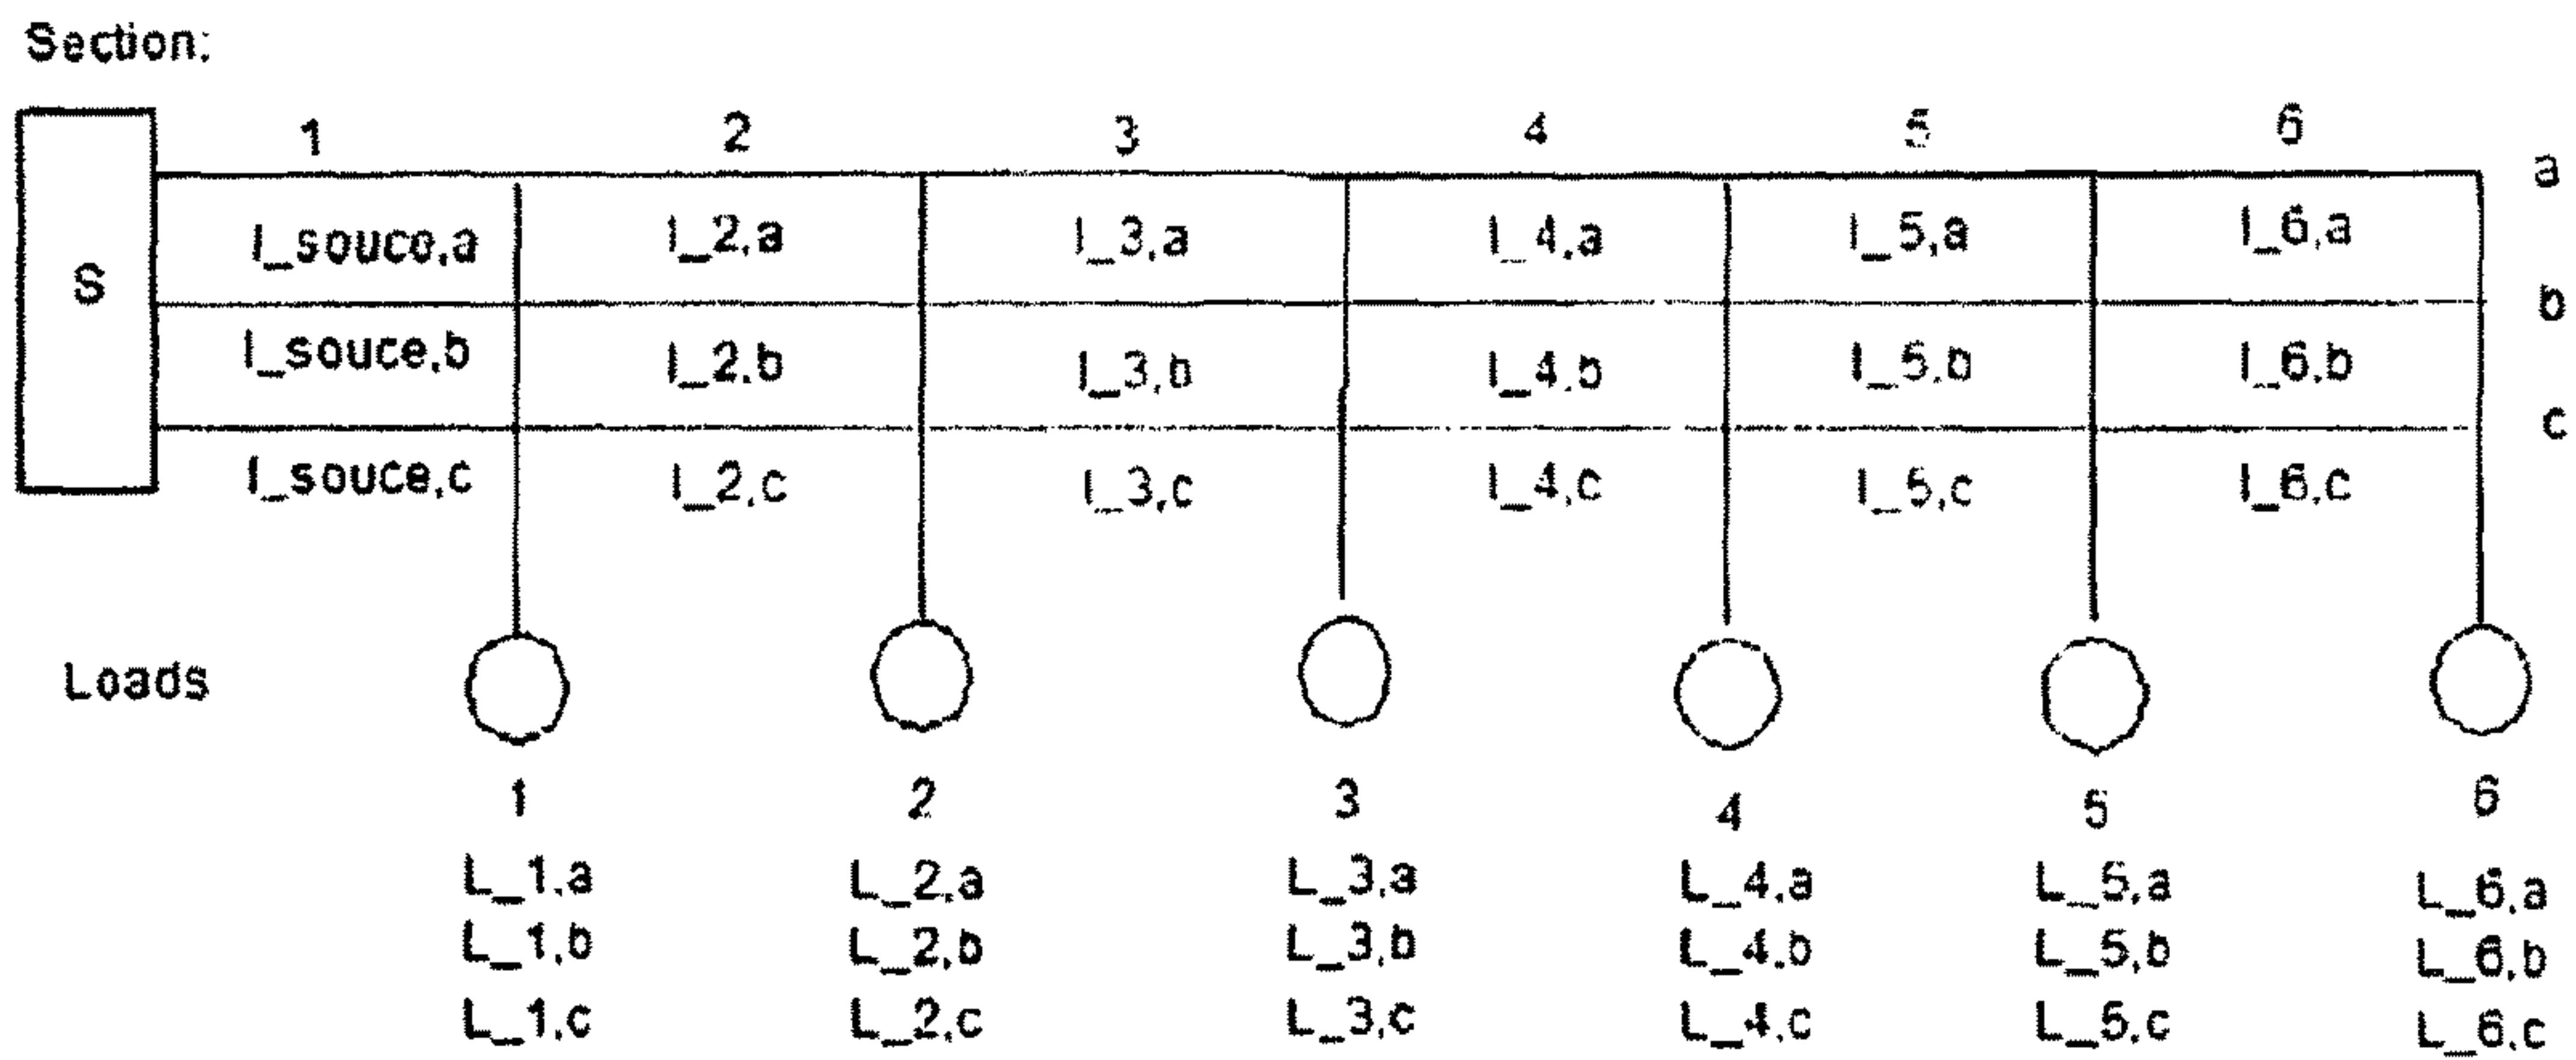 Section:
1 2 3 4 5 6
a
S
I_souce,a I_2,a I_3,a I_4,a I_5,a I_6,a
b
I_souce,b I_2,b I_3,b I_4,b I_5,b I_6,b
c
I_souce,c I_2,c I_3,c I_4,c I_5,c I_6,c
Loads
1 2 3 4 5 6
L_1,a L_2,a L_3,a L_4,a L_5,a L_6,a
L_1,b L_2,b L_3,b L_4,b L_5,b L_6,b
L_1,c L_2,c L_3,c L_4,c L_5,c L_6,c